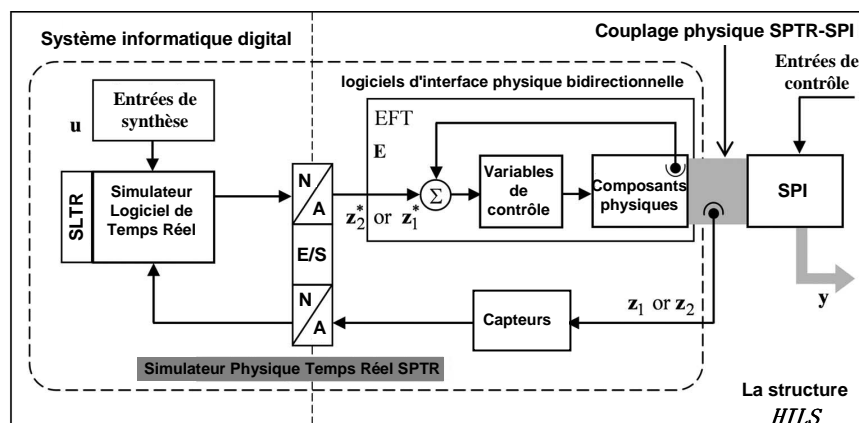 Système informatique digital
Couplage physique SPTR-SPI
logiciels d'interface physique bidirectionnelle
Entrées de
contrôle
Entrées de
synthèse
u
EFT
E
SLTR
Simulateur
Logiciel de
Temps Réel
N
A
z₂* or z₁*
Σ
Variables
de
contrôle
Composants
physiques
SPI
E/S
y
N
A
Capteurs
z₁ or z₂
Simulateur Physique Temps Réel SPTR
La structure
HILS